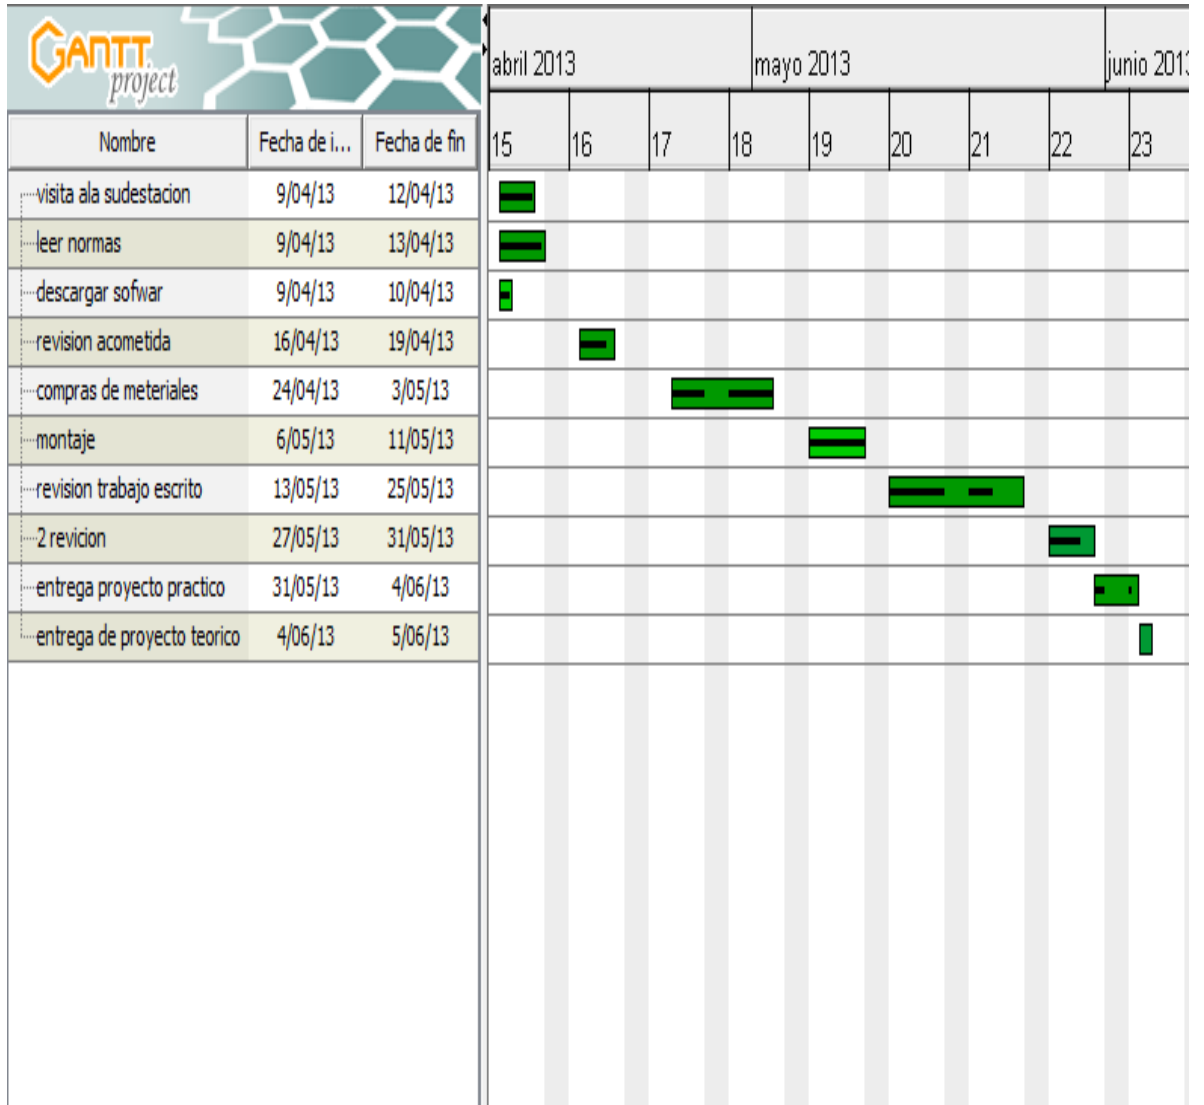 GANTT
project
abril 2013 mayo 2013 junio 201
Nombre Fecha de i... Fecha de fin 15 16 17 18 19 20 21 22 23
visita ala sudestacion 9/04/13 12/04/13
leer normas 9/04/13 13/04/13
descargar sofwar 9/04/13 10/04/13
revision acometida 16/04/13 19/04/13
compras de meteriales 24/04/13 3/05/13
montaje 6/05/13 11/05/13
revision trabajo escrito 13/05/13 25/05/13
2 revicion 27/05/13 31/05/13
entrega proyecto practico 31/05/13 4/06/13
entrega de proyecto teorico 4/06/13 5/06/13